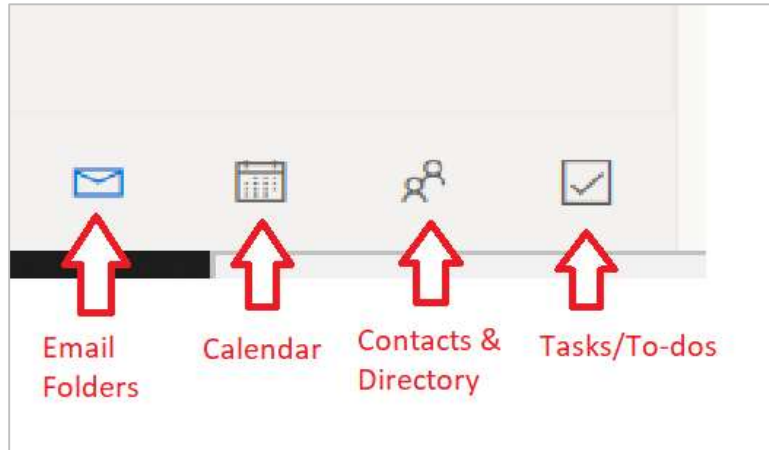 Email
Folders
Calendar
Contacts &
Directory
Tasks/To-dos